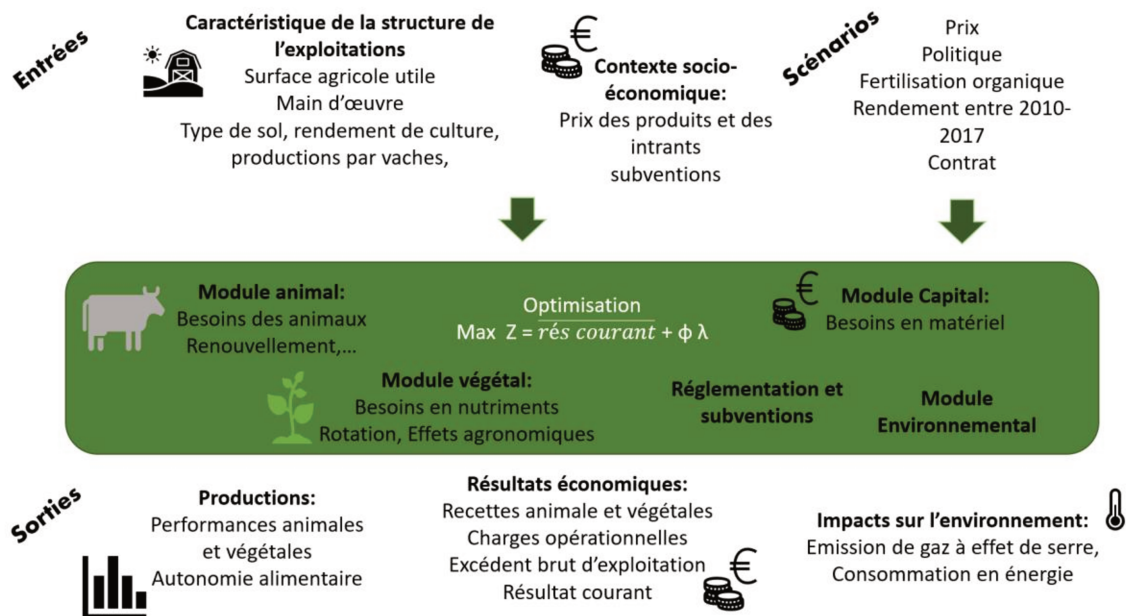 Entrées
Caractéristique de la structure de
l'exploitations
Surface agricole utile
Main d'œuvre
Type de sol, rendement de culture,
productions par vaches,
€
Contexte socio-
économique:
Prix des produits et des
intrants
subventions
Scénarios
Prix
Politique
Fertilisation organique
Rendement entre 2010-
2017
Contrat
Module animal:
Besoins des animaux
Renouvellement,...
Optimisation
Max Z = rés courant + ϕ λ
€
Module Capital:
Besoins en matériel
Module végétal:
Besoins en nutriments
Rotation, Effets agronomiques
Réglementation et
subventions
Module
Environnemental
Sorties
Productions:
Performances animales
et végétales
Autonomie alimentaire
Résultats économiques:
Recettes animale et végétales
Charges opérationnelles
Excédent brut d'exploitation
Résultat courant
€
Impacts sur l'environnement:
Emission de gaz à effet de serre,
Consommation en énergie